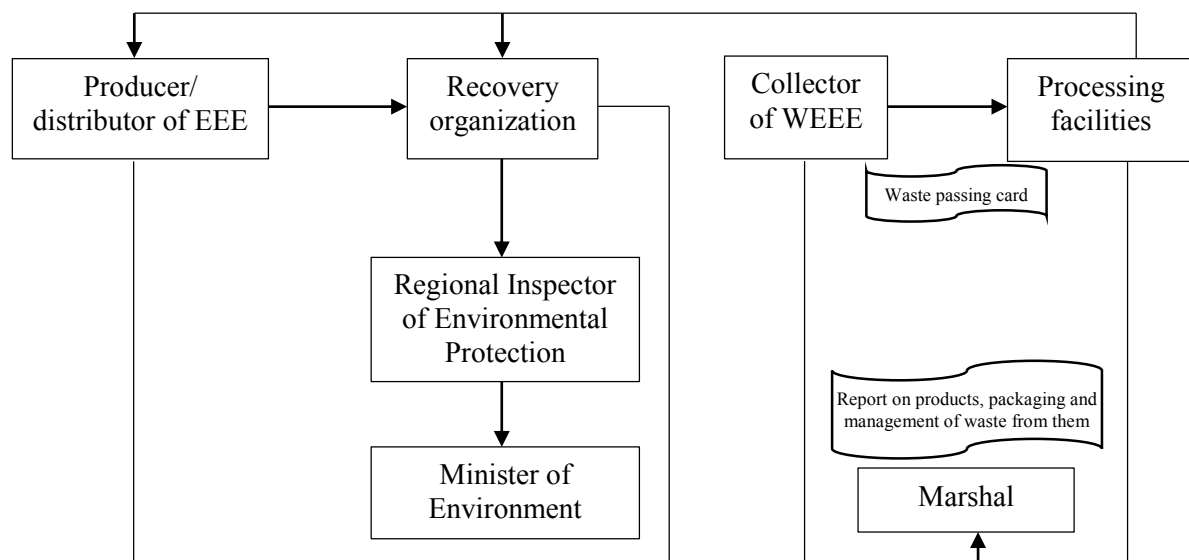 Producer/
distributor of EEE
Recovery
organization
Collector
of WEEE
Processing
facilities
Waste passing card
Regional Inspector
of Environmental
Protection
Report on products, packaging and
management of waste from them
Minister of
Environment
Marshal